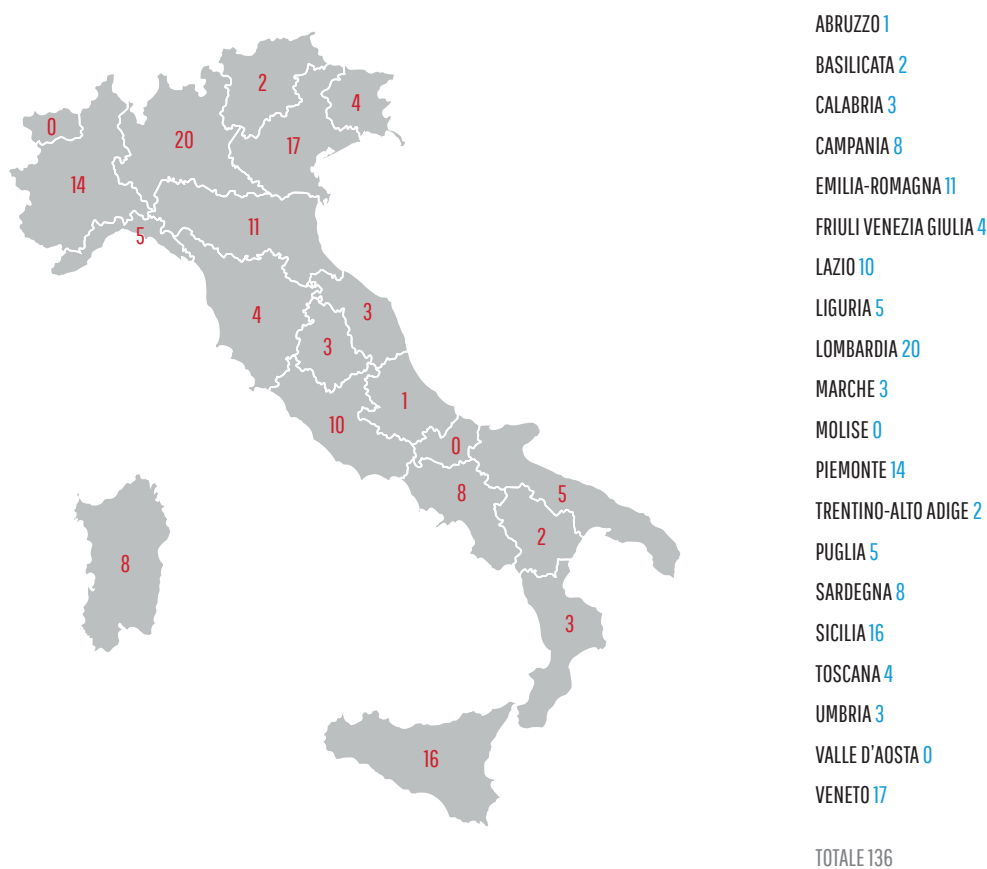 2
4
0
20
17
14
11
5
4
3
3
1
10
0
8
5
2
8
3
16
ABRUZZO 1
BASILICATA 2
CALABRIA 3
CAMPANIA 8
EMILIA-ROMAGNA 11
FRIULI VENEZIA GIULIA 4
LAZIO 10
LIGURIA 5
LOMBARDIA 20
MARCHE 3
MOLISE 0
PIEMONTE 14
TRENTINO-ALTO ADIGE 2
PUGLIA 5
SARDEGNA 8
SICILIA 16
TOSCANA 4
UMBRIA 3
VALLE D'AOSTA 0
VENETO 17
TOTALE 136